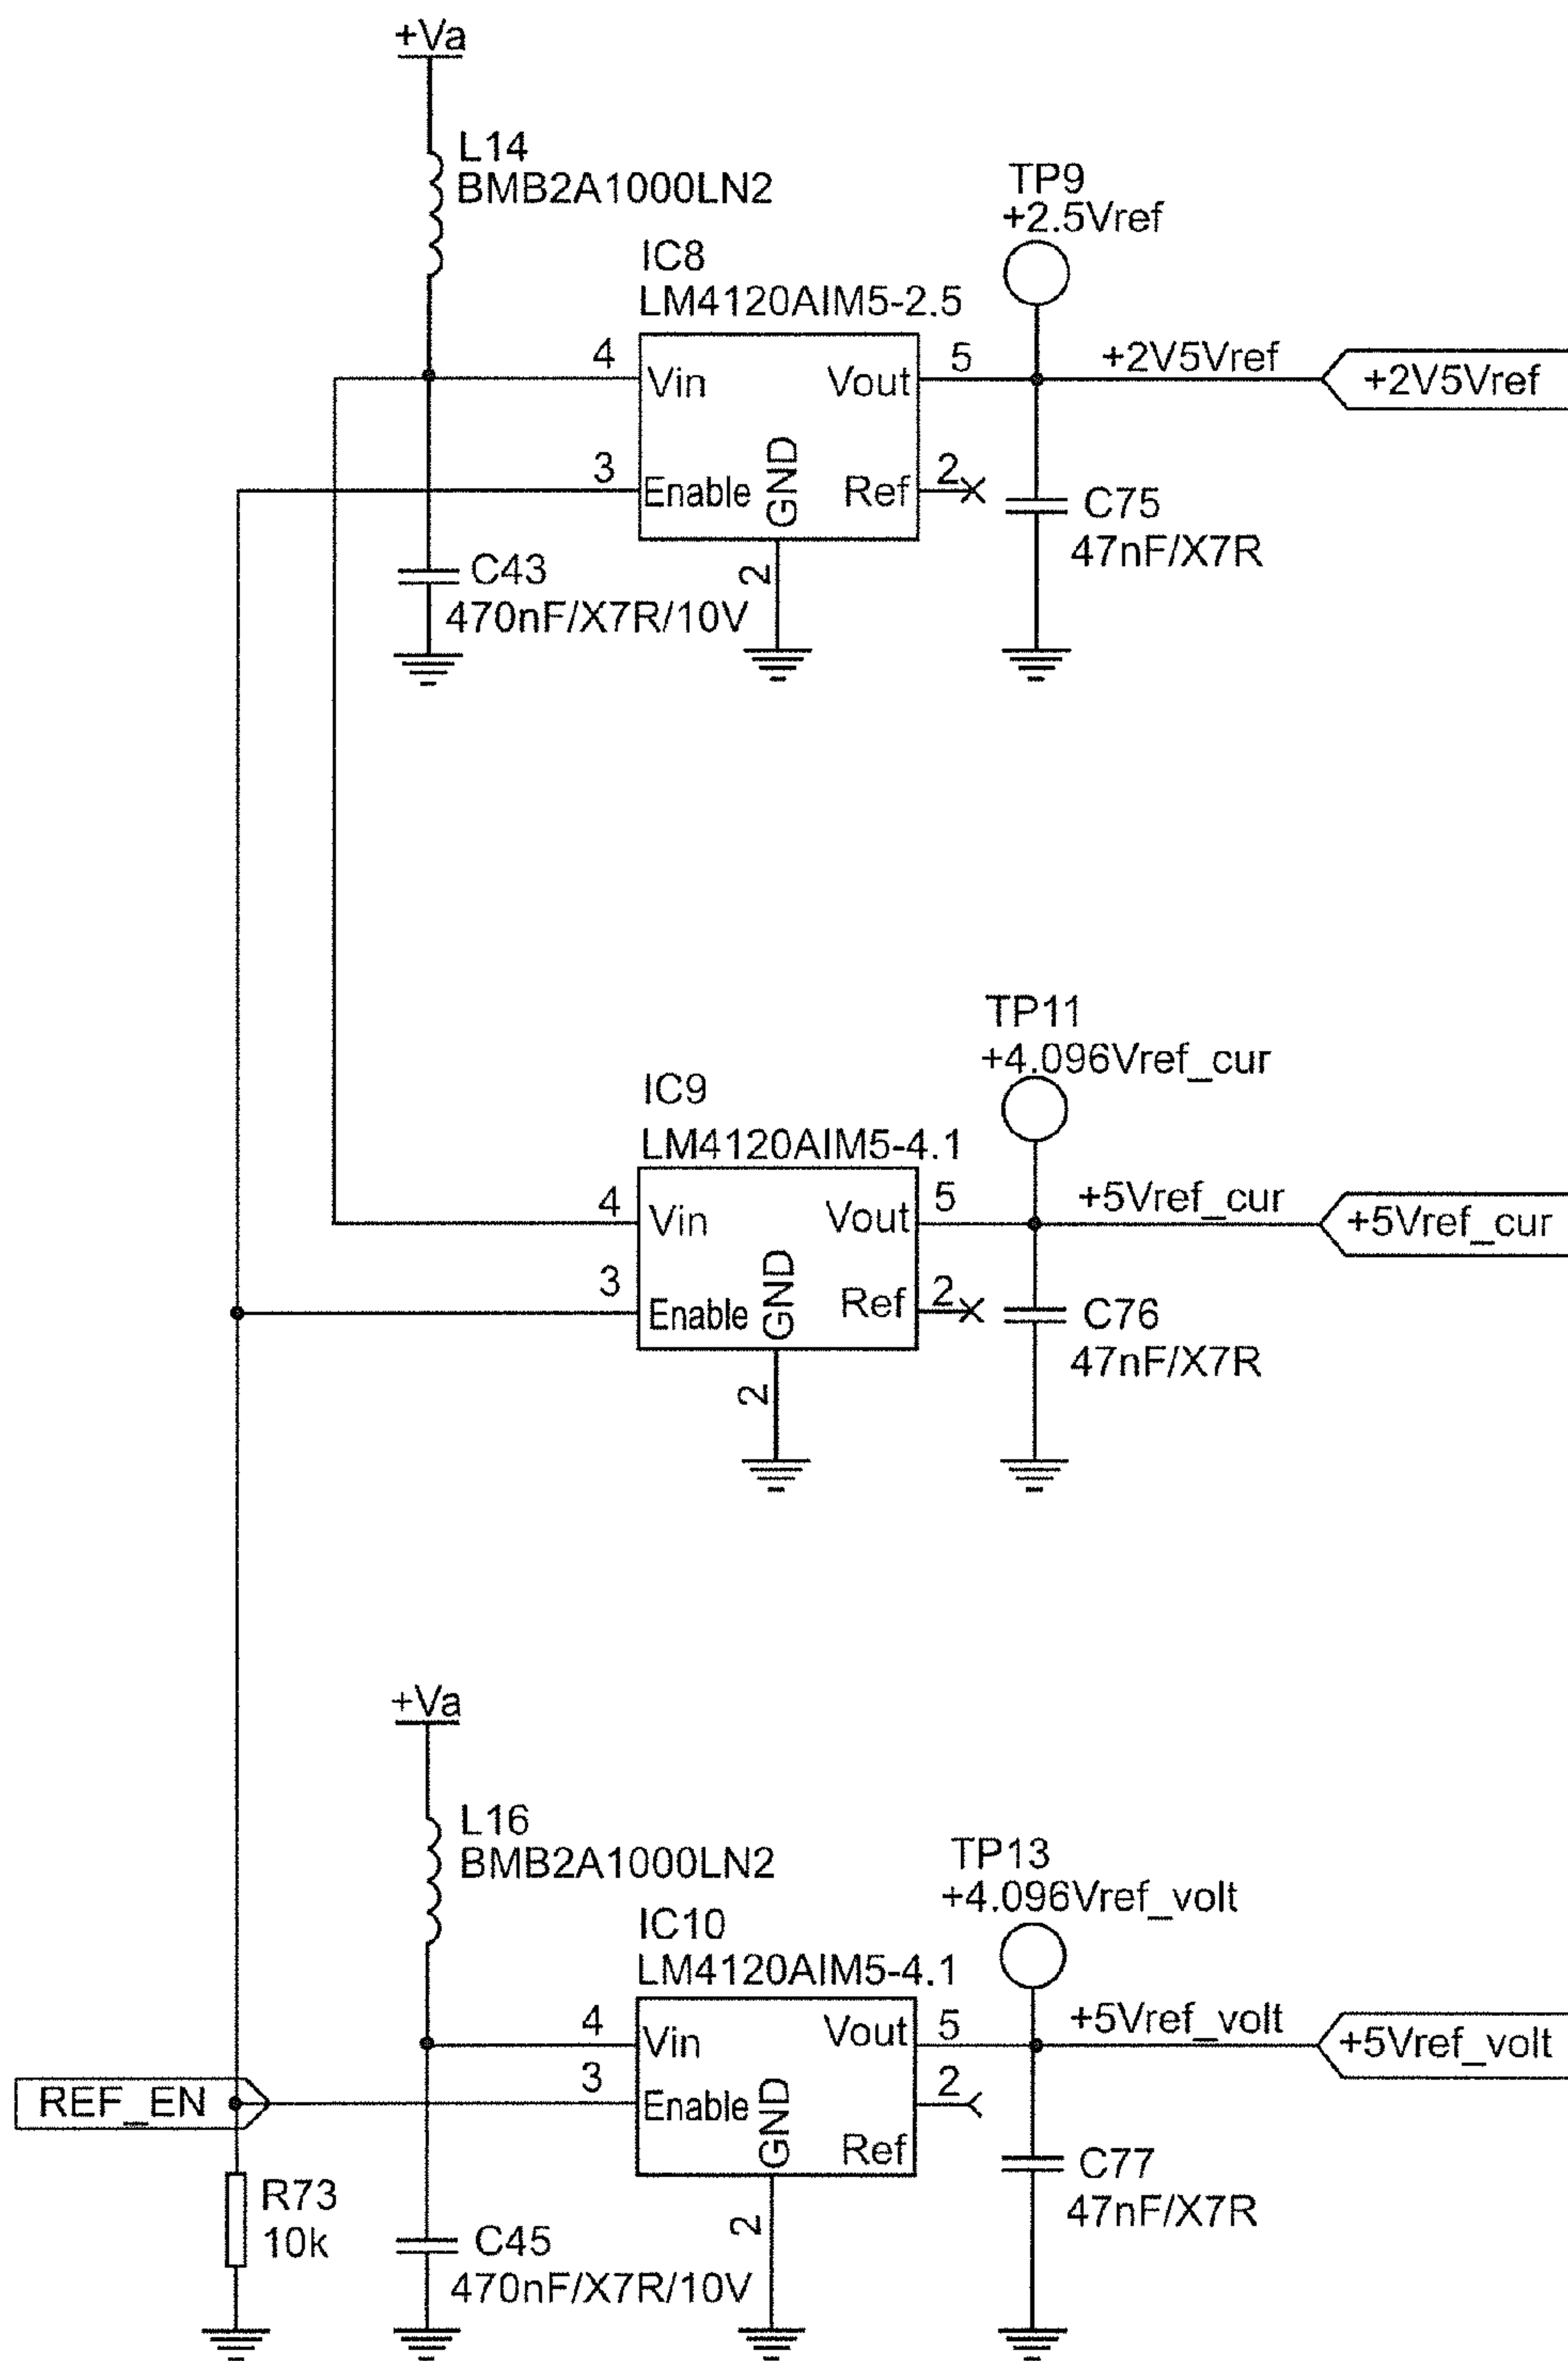 +Va
L14
BMB2A1000LN2
TP9
+2.5Vref
IC8
LM4120AIM5-2.5
4
Vin
Vout
5
+2V5Vref
+2V5Vref
3
Enable
GND
Ref
2
C75
47nF/X7R
2
C43
470nF/X7R/10V
TP11
+4.096Vref_cur
IC9
LM4120AIM5-4.1
4
Vin
Vout
5
+5Vref_cur
+5Vref_cur
3
Enable
GND
Ref
2
C76
47nF/X7R
2
+Va
L16
BMB2A1000LN2
TP13
+4.096Vref_volt
IC10
LM4120AIM5-4.1
4
Vin
Vout
5
+5Vref_volt
+5Vref_volt
REF_EN
3
Enable
GND
2
Ref
C77
47nF/X7R
R73
10k
2
C45
470nF/X7R/10V